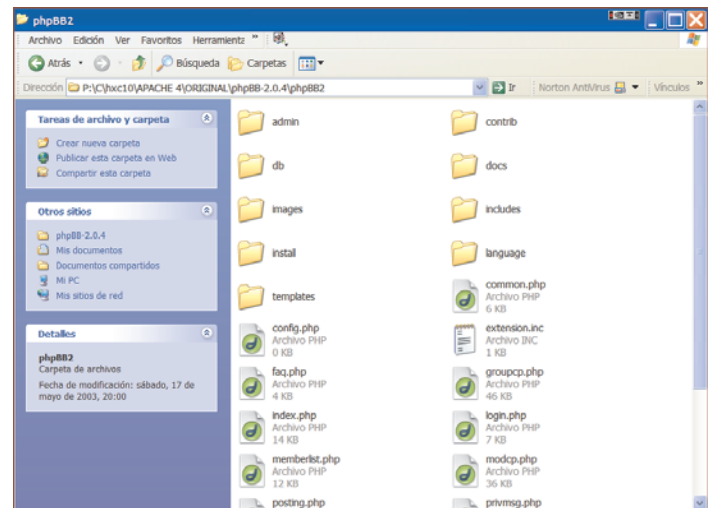 phpBB2
Archivo Edición Ver Favoritos Herramientz »
Atrás Búsqueda Carpetas
Dirección P:\C\hxc10\APACHE 4\ORIGINAL\phpBB-2.0.4\phpBB2 Ir Norton AntiVirus Vínculos »
Tareas de archivo y carpeta
Crear nueva carpeta
Publicar esta carpeta en Web
Compartir esta carpeta
Otros sitios
phpBB-2.0.4
Mis documentos
Documentos compartidos
Mi PC
Mis sitios de red
Detalles
phpBB2
Carpeta de archivos
Fecha de modificación: sábado, 17 de
mayo de 2003, 20:00
admin
contrib
db
docs
images
includes
install
language
templates
common.php
Archivo PHP
6 KB
config.php
Archivo PHP
0 KB
extension.inc
Archivo INC
1 KB
faq.php
Archivo PHP
4 KB
groupcp.php
Archivo PHP
46 KB
index.php
Archivo PHP
14 KB
login.php
Archivo PHP
7 KB
memberlist.php
Archivo PHP
12 KB
modcp.php
Archivo PHP
36 KB
posting.php
privmsg.php